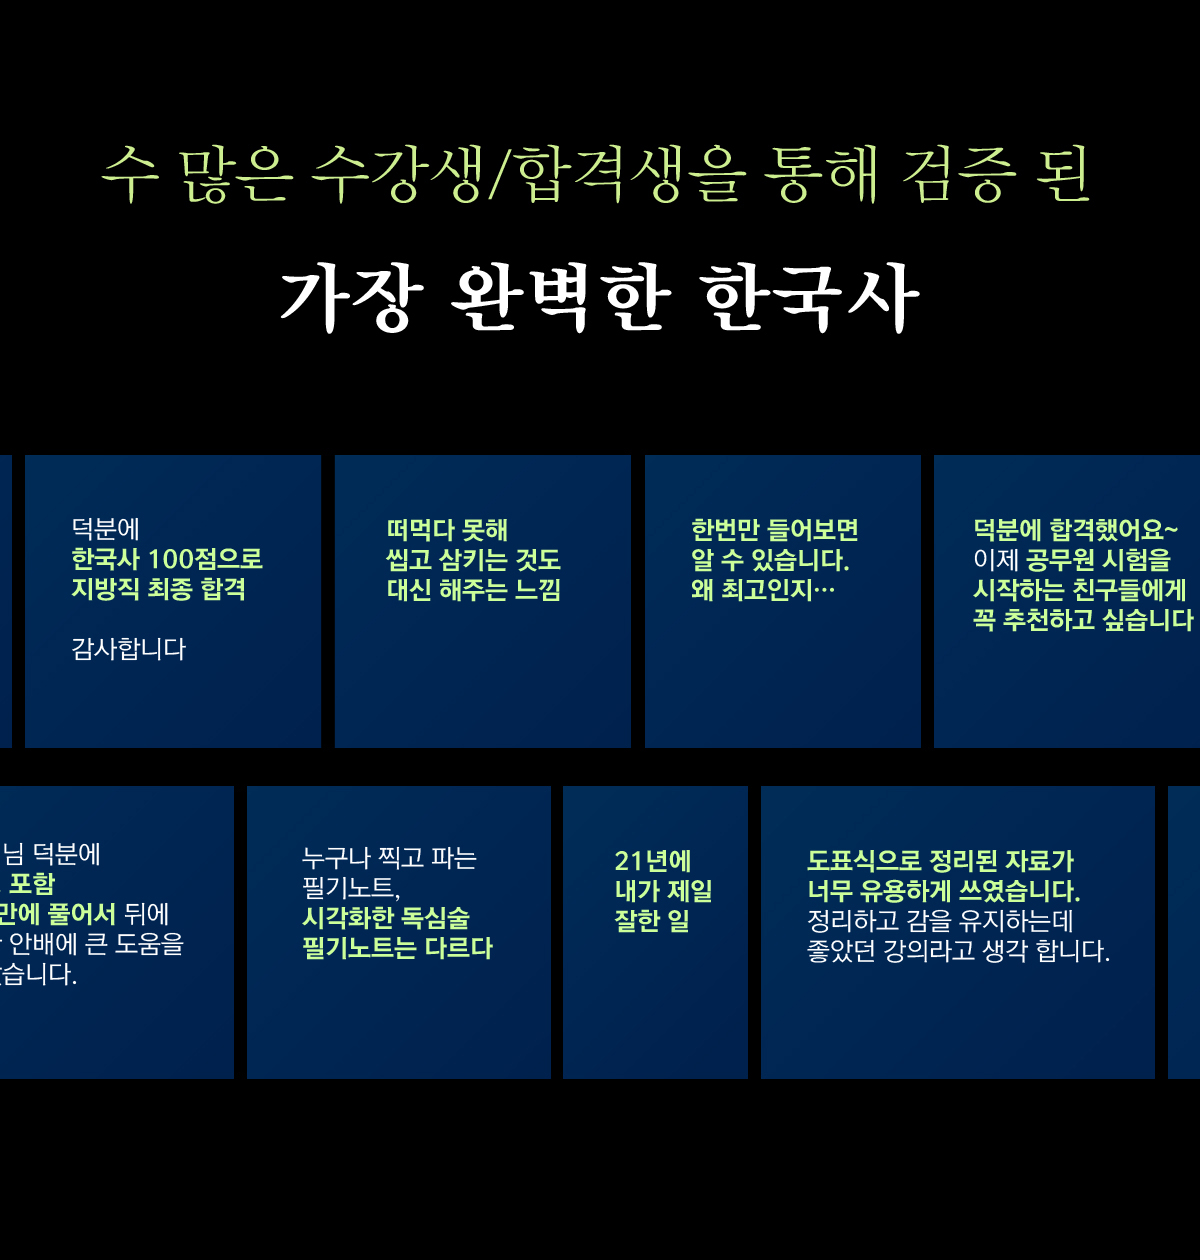 수 많은 수강생/합격생을 통해 검증 된
가장 완벽한 한국사
덕분에
한국사 100점으로
지방직 최종 합격
감사합니다
떠먹다 못해
씹고 삼키는 것도
대신 해주는 느낌
한번만 들어보면
알 수 있습니다.
왜 최고인지…
덕분에 합격했어요~
이제 공무원 시험을
시작하는 친구들에게
꼭 추천하고 싶습니다
님 덕분에
포함
만에 풀어서 뒤에
안배에 큰 도움을
습니다.
누구나 찍고 파는
필기노트,
시각화한 독심술
필기노트는 다르다
21년에
내가 제일
잘한 일
도표식으로 정리된 자료가
너무 유용하게 쓰였습니다.
정리하고 감을 유지하는데
좋았던 강의라고 생각 합니다.